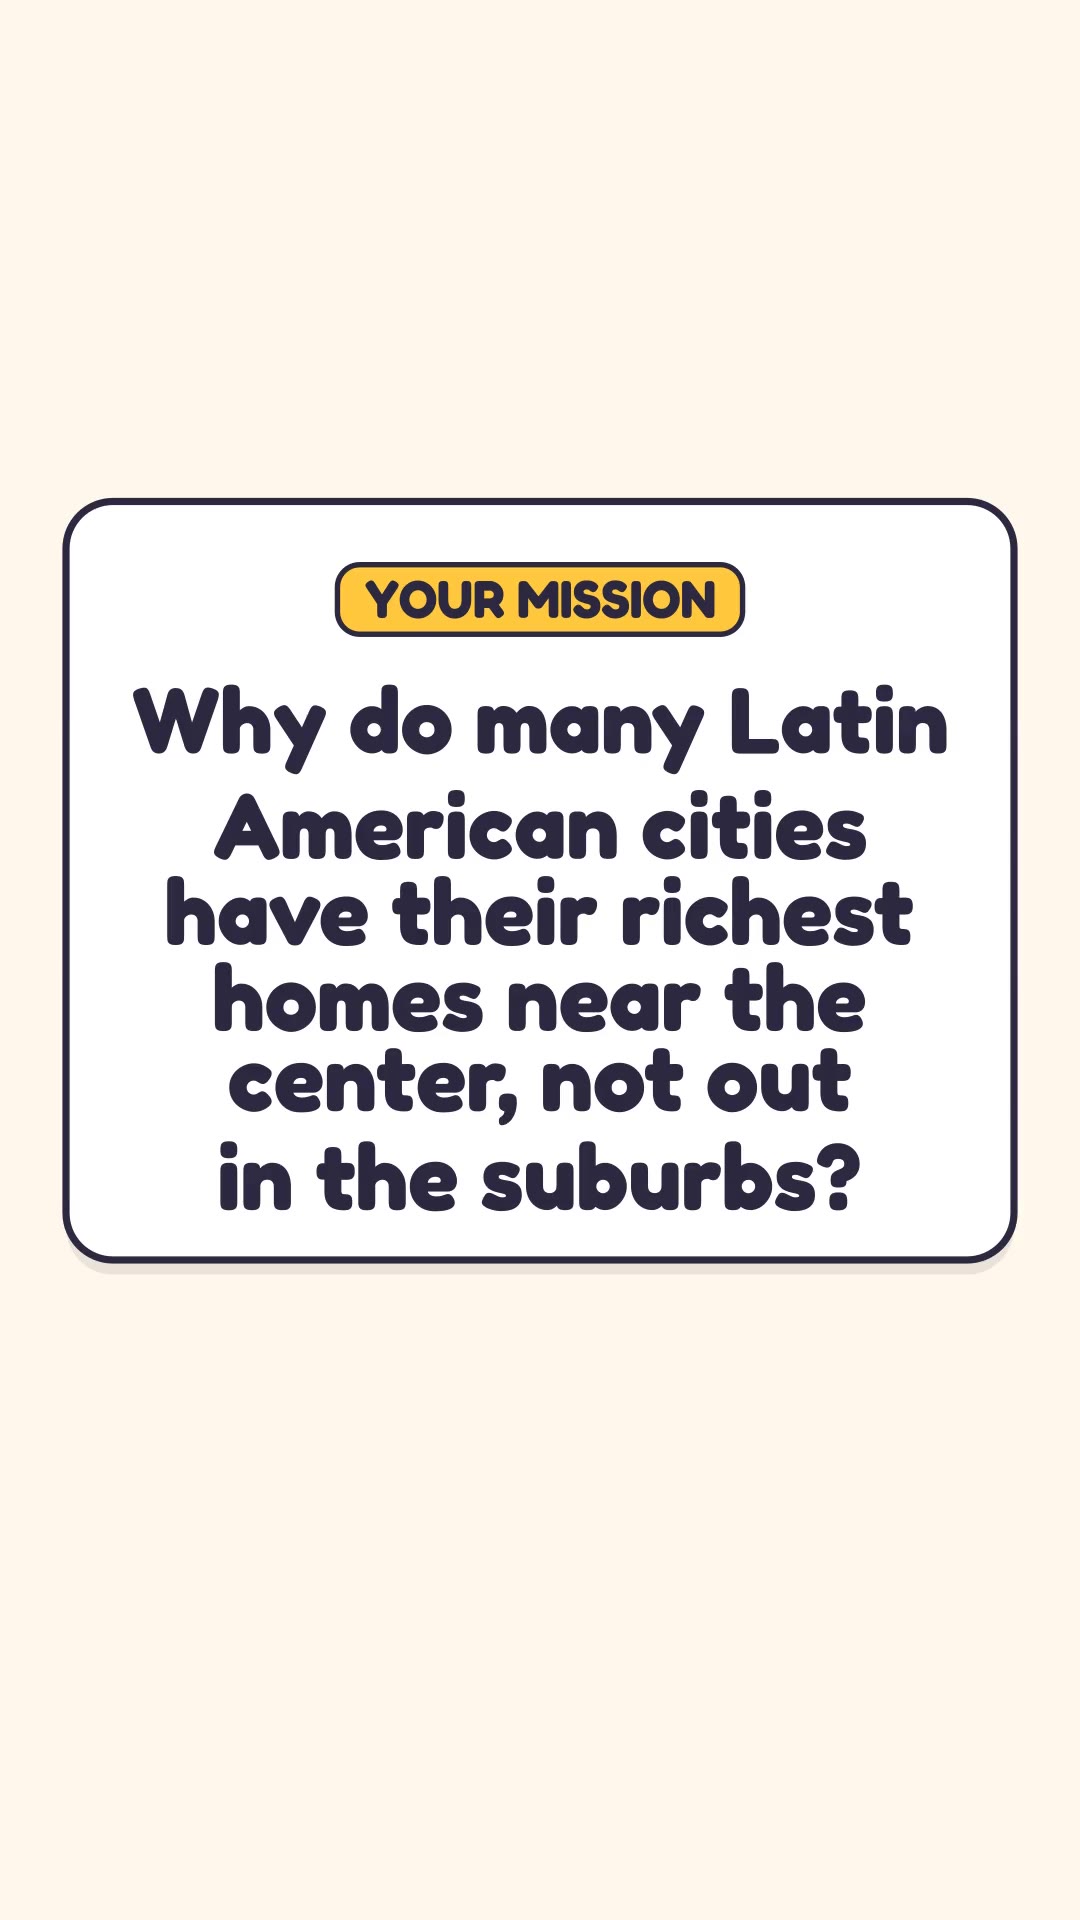 YOUR MISSION
Why do many Latin
American cities
have their richest
homes near the
center, not out
in the suburbs?